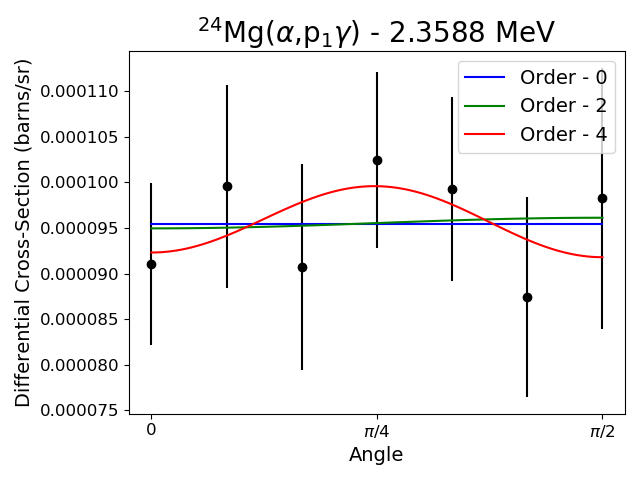 ²⁴Mg(α,p₁γ) - 2.3588 MeV
Differential Cross-Section (barns/sr)
0.000110
0.000105
0.000100
0.000095
0.000090
0.000085
0.000080
0.000075
Order - 0
Order - 2
Order - 4
0 π/4 π/2
Angle